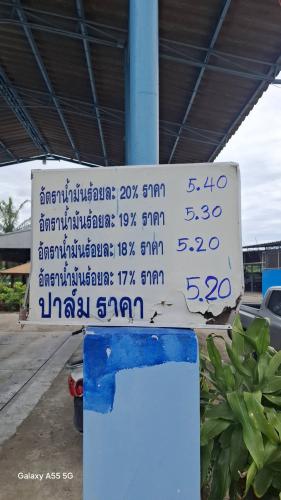 อัตราน้ำมันร้อยละ 20% ราคา 5.40
อัตราน้ำมันร้อยละ 19% ราคา 5.30
อัตราน้ำมันร้อยละ 18% ราคา 5.20
อัตราน้ำมันร้อยละ 17% ราคา
ปาล์ม ราคา 5.20
Galaxy A55 5G